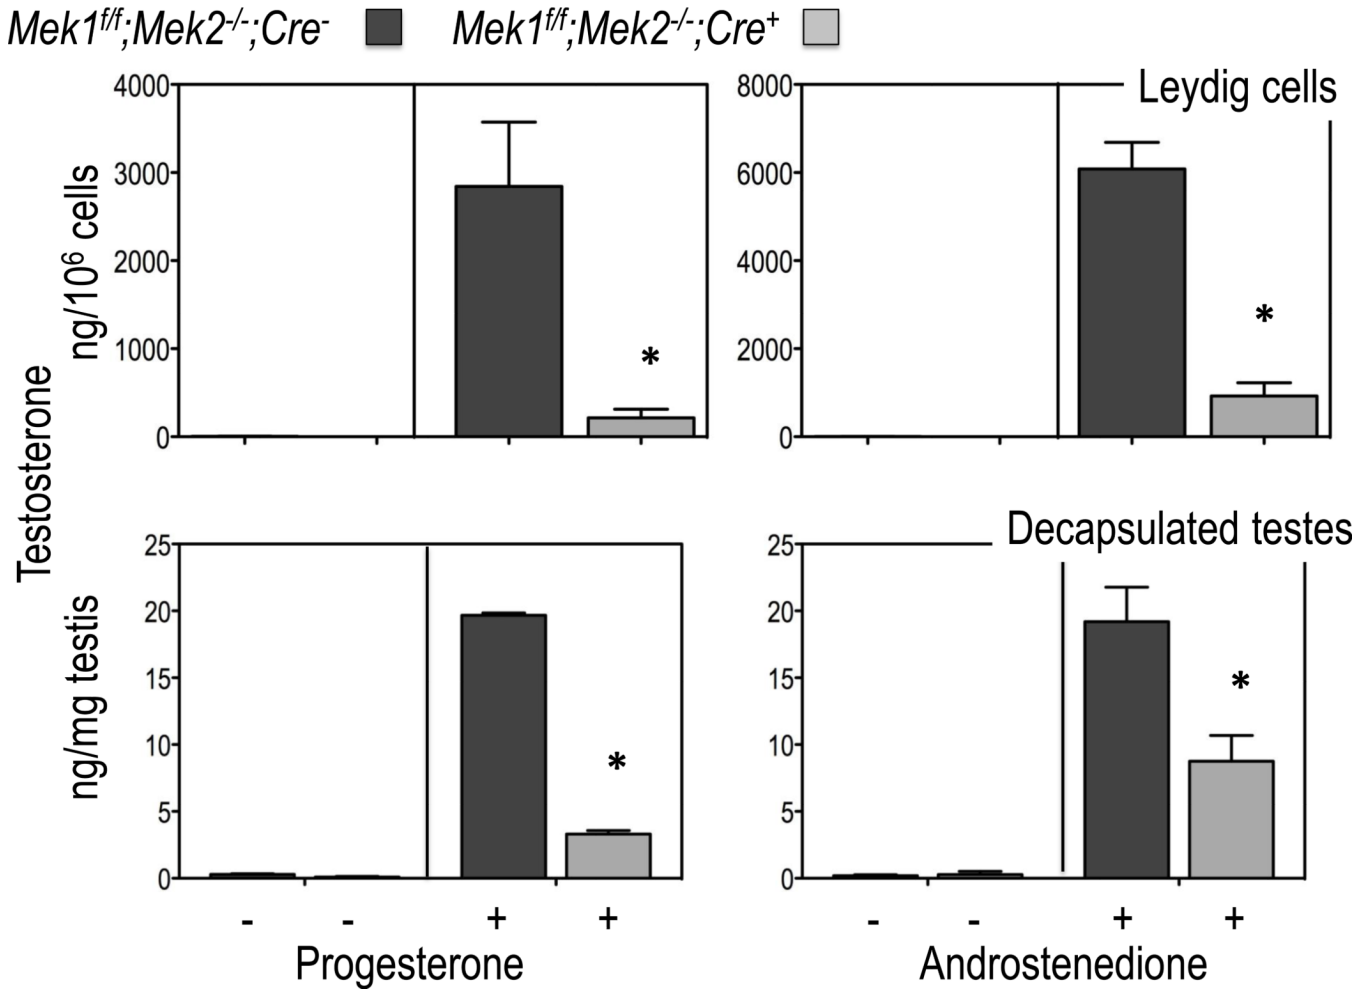 Mek1f/f;Mek2-/-;Cre- Mek1f/f;Mek2-/-;Cre+
Leydig cells
4000 8000
3000 6000
2000 4000
1000 2000
0 0
Testosterone
ng/10⁶ cells
* *
Decapsulated testes
25 25
20 20
15 15
10 10
5 5
0 0
ng/mg testis
* *
- - + + - - + +
Progesterone Androstenedione